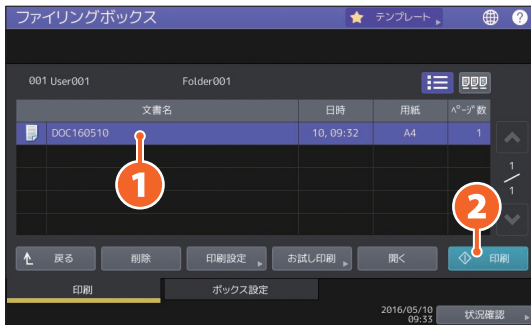 ファイリングボックス
テンプレート
?
001 User001 Folder001
文書名 日時 用紙 ページ数
DOC160510 10, 09:32 A4 1
1
1
1
2
戻る 削除 印刷設定 お試し印刷 開く 印刷
印刷 ボックス設定
2016/05/10
09:33
状況確認